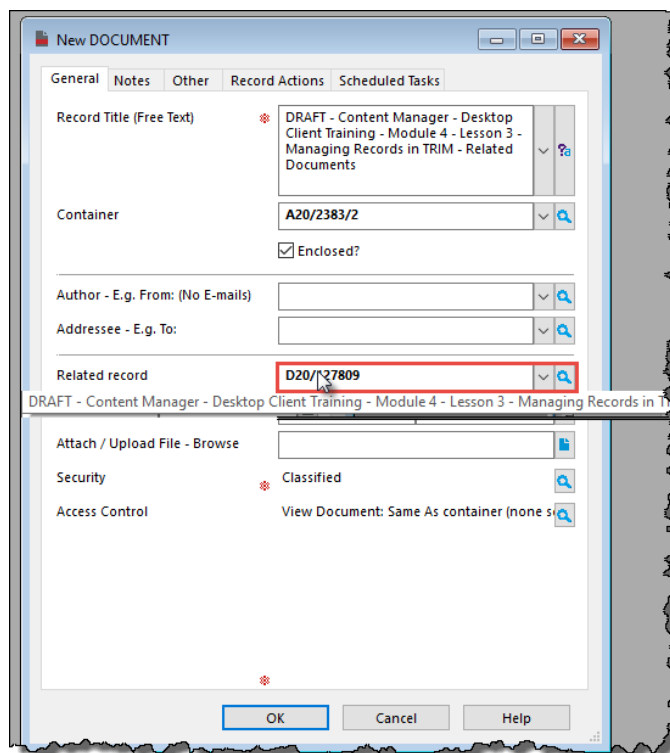 New DOCUMENT
General Notes Other Record Actions Scheduled Tasks
Record Title (Free Text)
DRAFT - Content Manager - Desktop
Client Training - Module 4 - Lesson 3 -
Managing Records in TRIM - Related
Documents
Container
A20/2383/2
Enclosed?
Author - E.g. From: (No E-mails)
Addressee - E.g. To:
Related record
DRAFT - Content Manager - Desktop Client Training - Module 4 - Lesson 3 - Managing Records in
Attach / Upload File - Browse
Security
Classified
Access Control
View Document: Same As container (none
OK Cancel Help